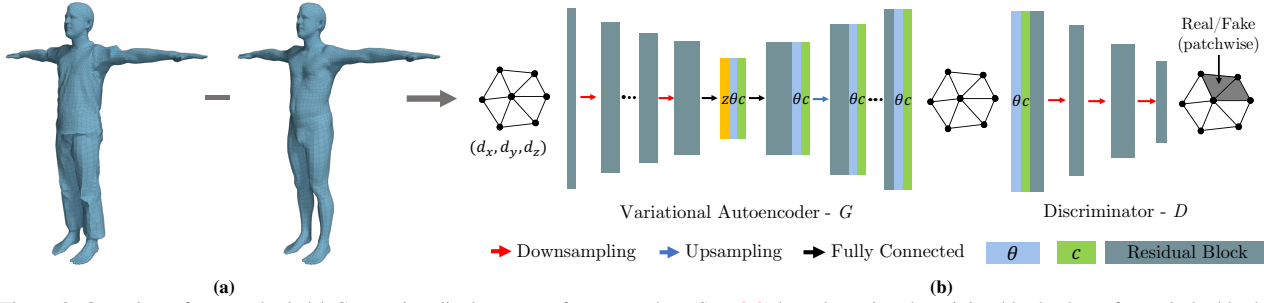 Real/Fake
(patchwise)
zθc
θc
θc
θc
θc
(d_x, d_y, d_z)
Variational Autoencoder - G
Discriminator - D
Downsampling
Upsampling
Fully Connected
θ
c
Residual Block
(a)
(b)